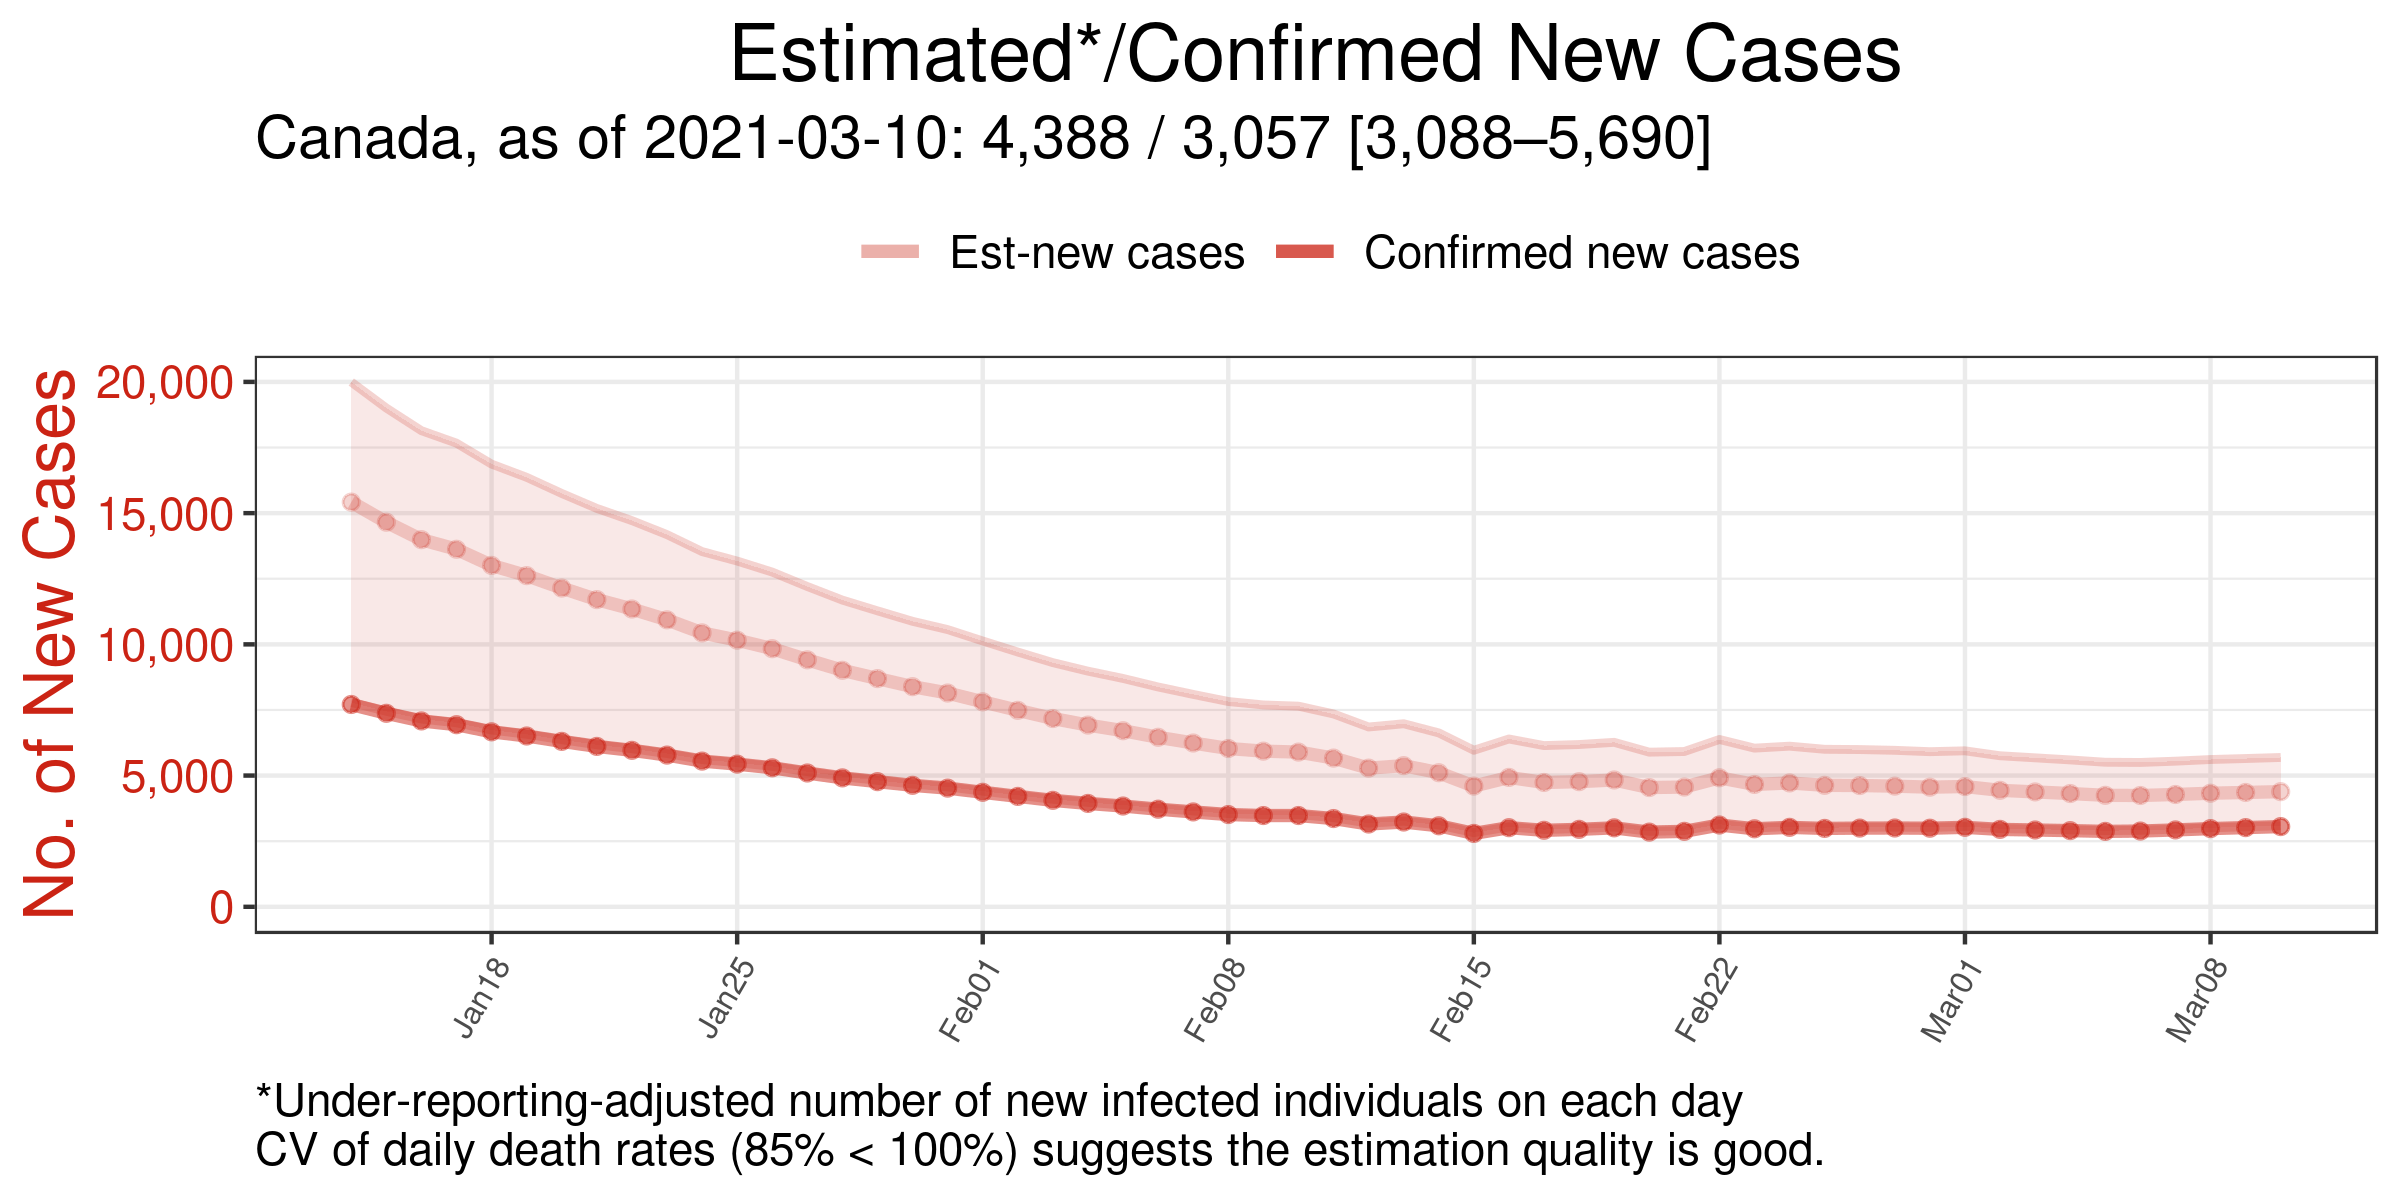 Estimated*/Confirmed New Cases
Canada, as of 2021-03-10: 4,388 / 3,057 [3,088–5,690]
Est-new cases Confirmed new cases
No. of New Cases
20,000
15,000
10,000
5,000
0
Jan18 Jan25 Feb01 Feb08 Feb15 Feb22 Mar01 Mar08
*Under-reporting-adjusted number of new infected individuals on each day
CV of daily death rates (85% < 100%) suggests the estimation quality is good.